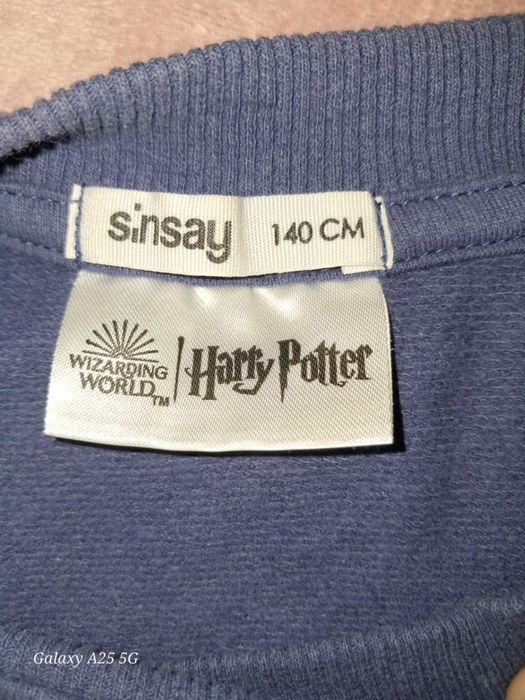 sinsay 140 CM
WIZARDING
WORLD TM
Harry Potter
Galaxy A25 5G